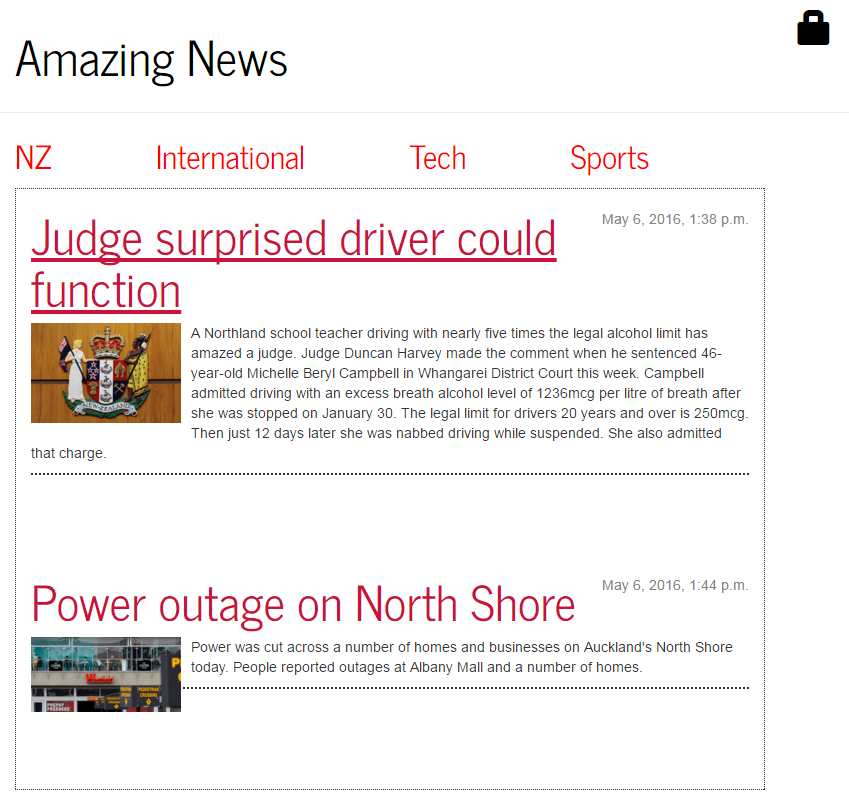 Amazing News
NZ International Tech Sports
Judge surprised driver could
function
May 6, 2016, 1:38 p.m.
NEW ZEALAND
A Northland school teacher driving with nearly five times the legal alcohol limit has
amazed a judge. Judge Duncan Harvey made the comment when he sentenced 46-
year-old Michelle Beryl Campbell in Whangarei District Court this week. Campbell
admitted driving with an excess breath alcohol level of 1236mcg per litre of breath after
she was stopped on January 30. The legal limit for drivers 20 years and over is 250mcg.
Then just 12 days later she was nabbed driving while suspended. She also admitted
that charge.
Power outage on North Shore
May 6, 2016, 1:44 p.m.
Westfield
PEDESTRIAN
CROSSING
Power was cut across a number of homes and businesses on Auckland's North Shore
today. People reported outages at Albany Mall and a number of homes.